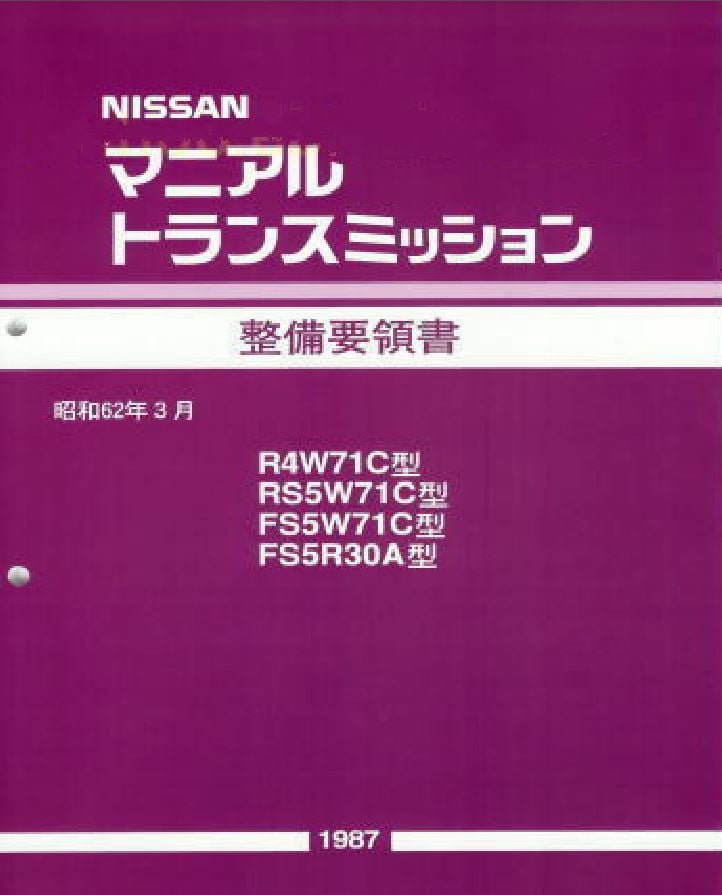 NISSAN
マニアル
トランスミッション
整備要領書
昭和62年3月
R4W71C型
RS5W71C型
FS5W71C型
FS5R30A型
1987